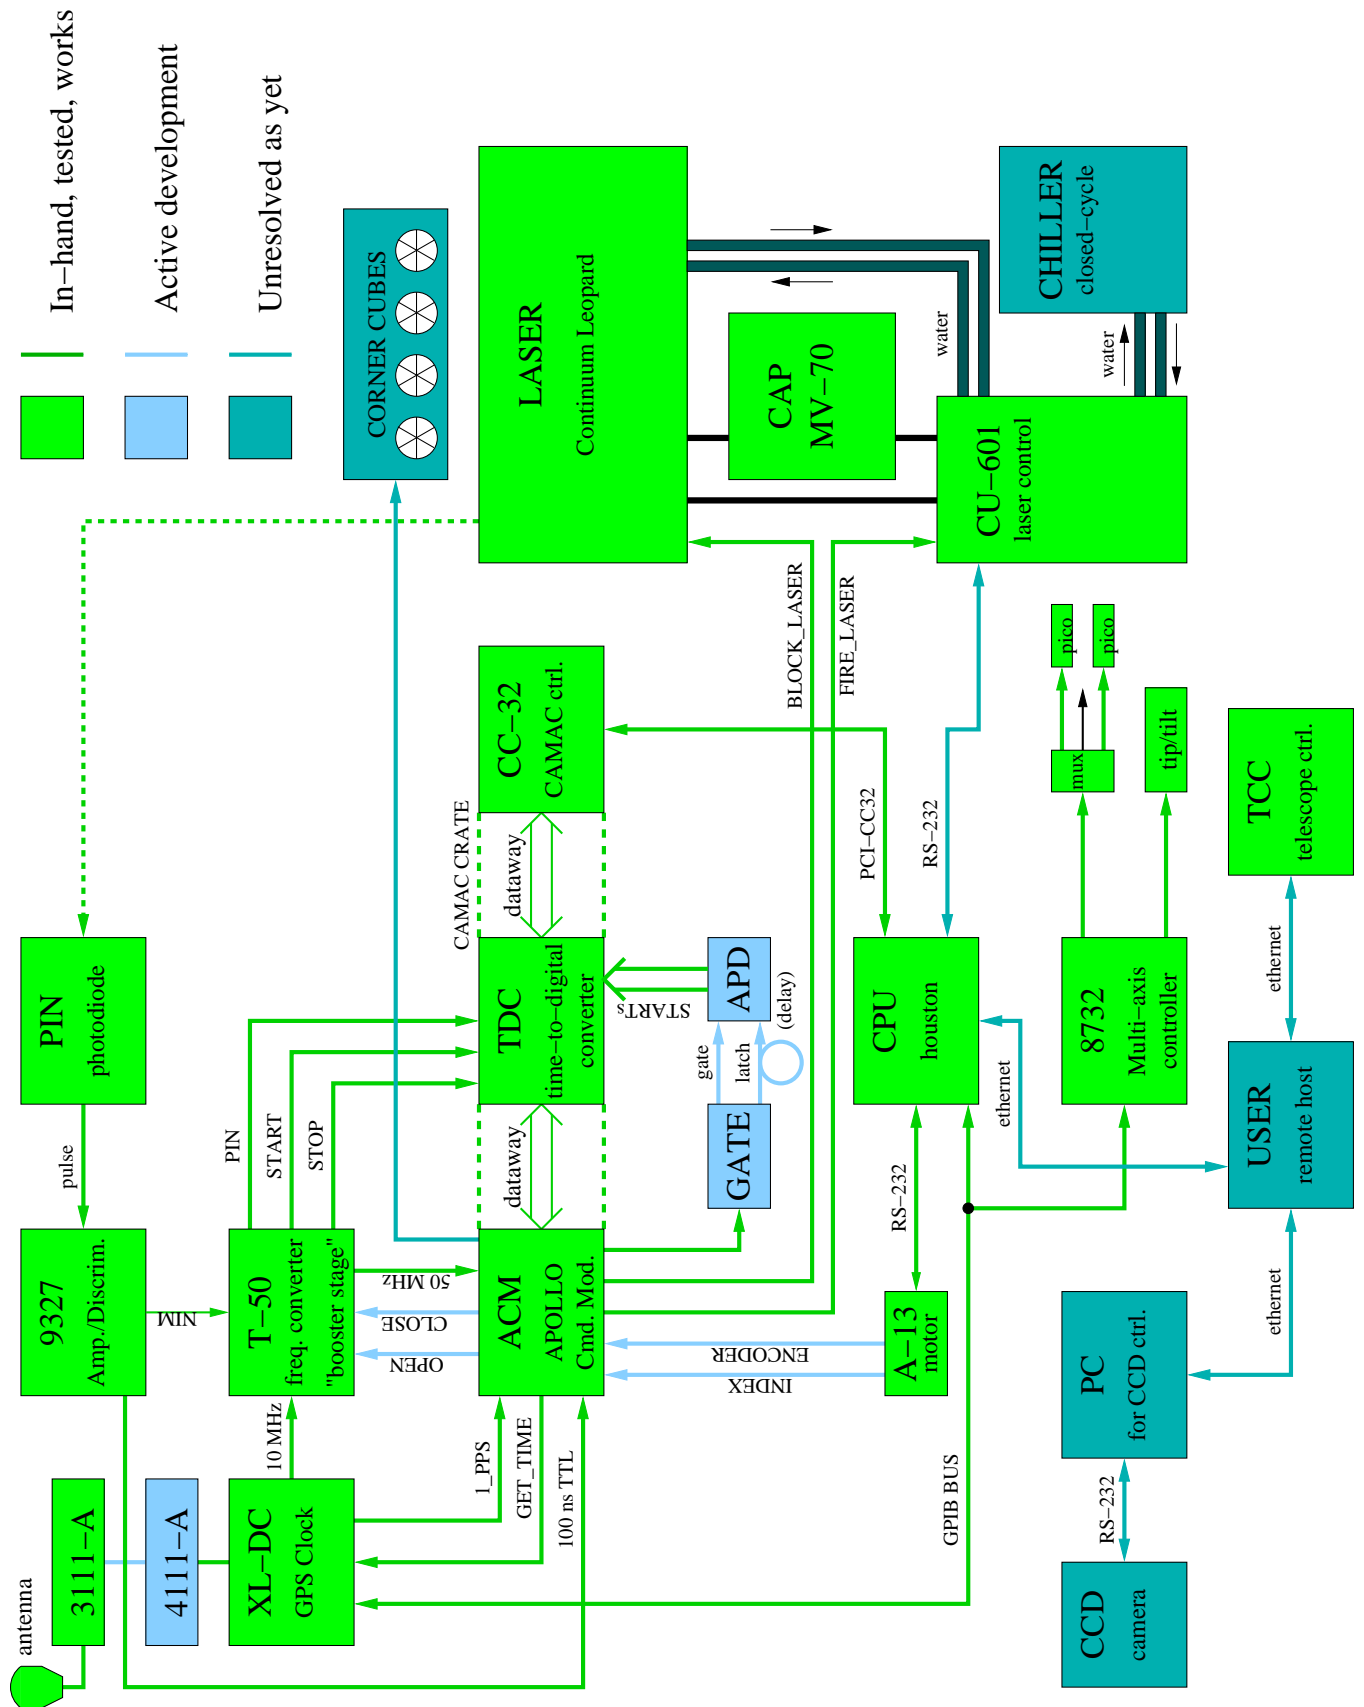 antenna
3111−A
4111−A
XL−DC
GPS Clock
10 MHz
9327
Amp./Discrim.
pulse
PIN
photodiode
NIM
T−50
freq. converter
"booster stage"
PIN
START
STOP
OPEN
CLOSE
50 MHz
1_PPS
GET_TIME
100 ns TTL
ACM
APOLLO
Cmd. Mod.
dataway
TDC
time−to−digital
converter
CAMAC CRATE
dataway
CC−32
CAMAC ctrl.
STARTs
GATE
gate
latch
APD
(delay)
INDEX
ENCODER
A−13
motor
RS−232
CPU
houston
PCI−CC32
RS−232
BLOCK_LASER
FIRE_LASER
GPIB BUS
8732
Multi−axis
controller
mux
pico
pico
tip/tilt
ethernet
CCD
camera
RS−232
PC
for CCD ctrl.
ethernet
USER
remote host
ethernet
TCC
telescope ctrl.
CORNER CUBES
LASER
Continuum Leopard
CAP
MV−70
water
CU−601
laser control
water
CHILLER
closed−cycle
In−hand, tested, works
Active development
Unresolved as yet